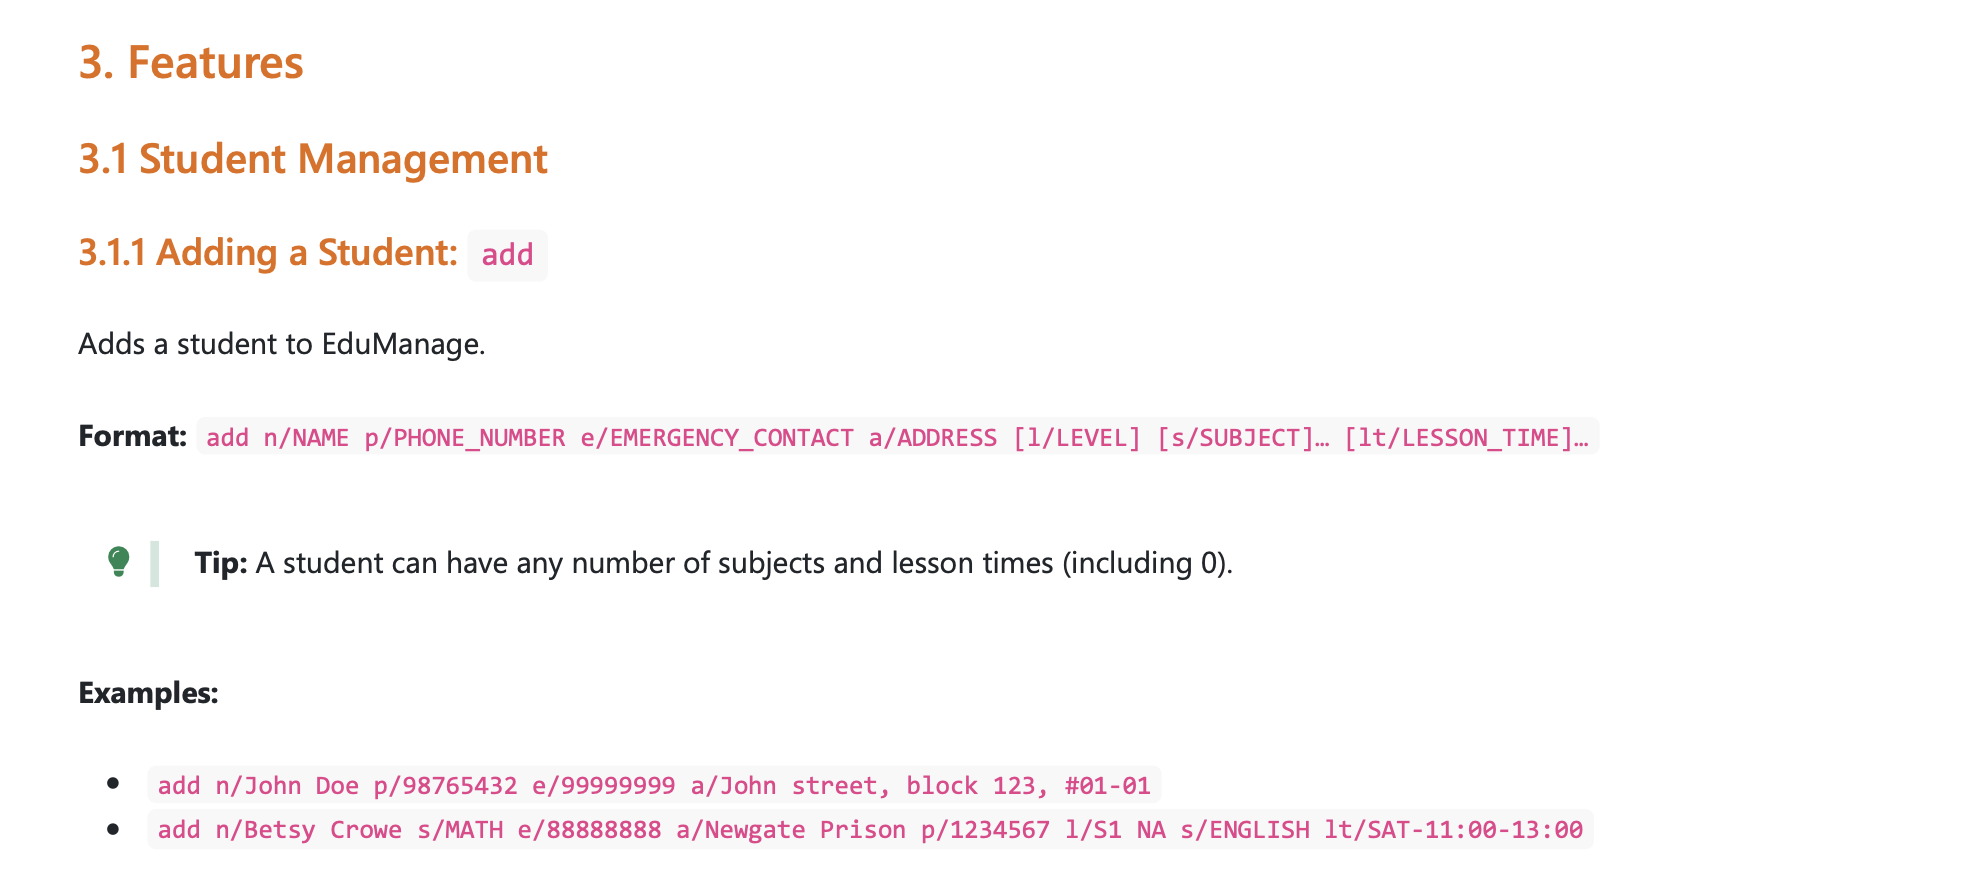 3. Features
3.1 Student Management
3.1.1 Adding a Student: add
Adds a student to EduManage.
Format: add n/NAME p/PHONE_NUMBER e/EMERGENCY_CONTACT a/ADDRESS [l/LEVEL] [s/SUBJECT]… [lt/LESSON_TIME]…
Tip: A student can have any number of subjects and lesson times (including 0).
Examples:
• add n/John Doe p/98765432 e/99999999 a/John street, block 123, #01-01
• add n/Betsy Crowe s/MATH e/88888888 a/Newgate Prison p/1234567 l/S1 NA s/ENGLISH lt/SAT-11:00-13:00